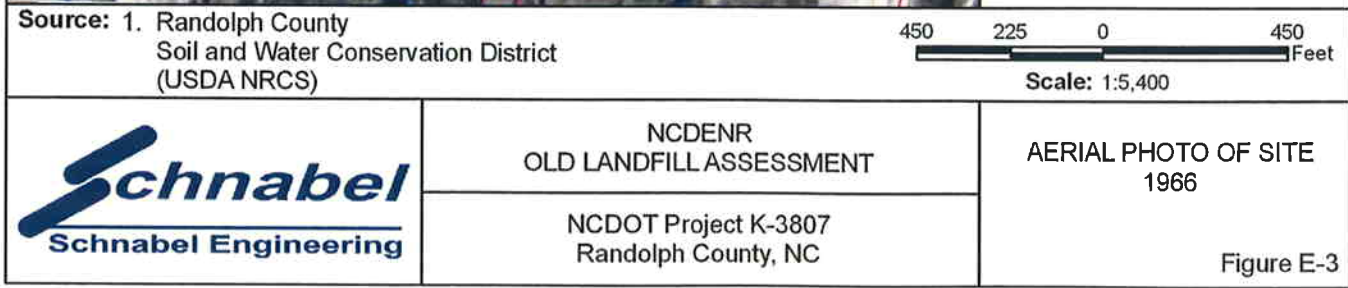 Source: 1. Randolph County
Soil and Water Conservation District
(USDA NRCS)
450 225 0 450
Feet
Scale: 1:5,400
Schnabel
Schnabel Engineering
NCDENR
OLD LANDFILL ASSESSMENT
NCDOT Project K-3807
Randolph County, NC
AERIAL PHOTO OF SITE
1966
Figure E-3